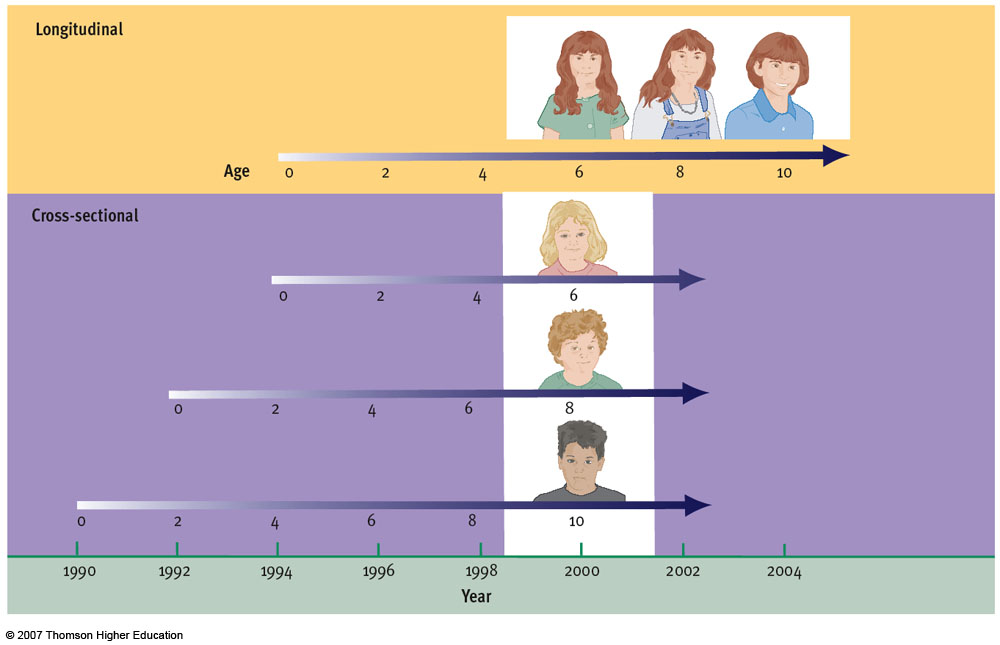 Longitudinal
Age 0 2 4 6 8 10
Cross-sectional
0 2 4 6
0 2 4 6 8
0 2 4 6 8 10
1990 1992 1994 1996 1998 2000 2002 2004
Year
© 2007 Thomson Higher Education